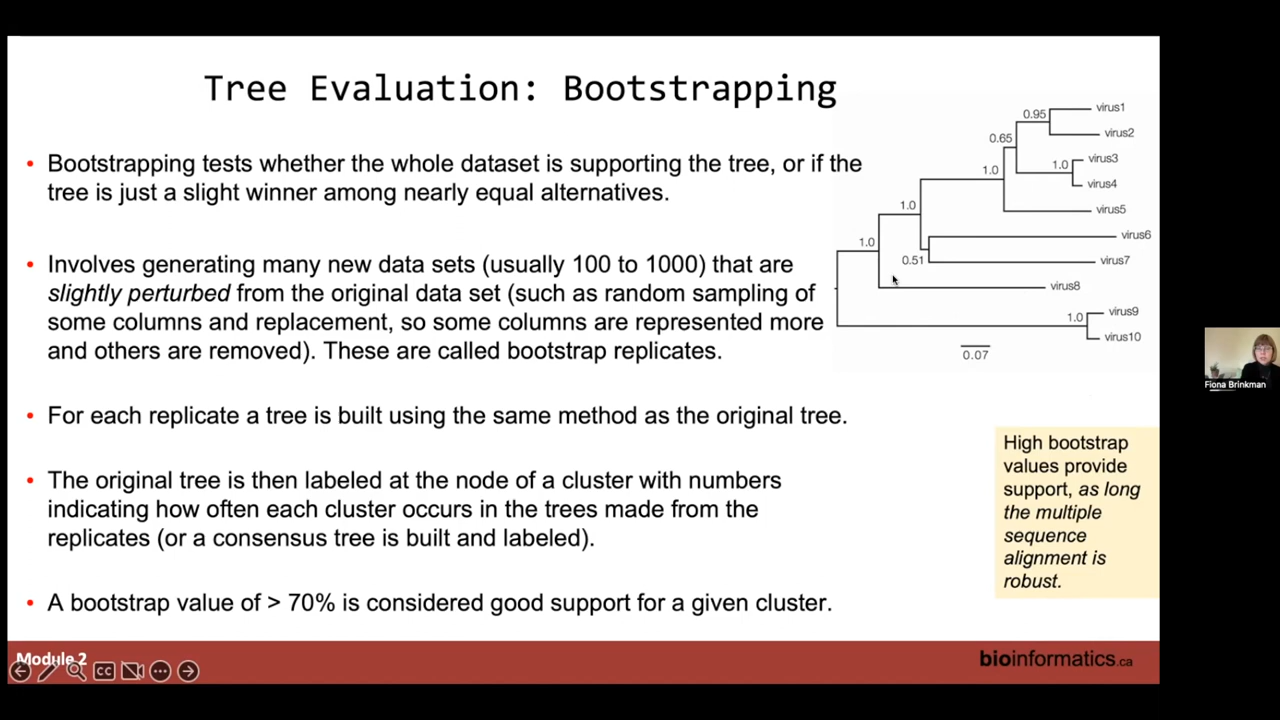 Tree Evaluation: Bootstrapping
• Bootstrapping tests whether the whole dataset is supporting the tree, or if the
tree is just a slight winner among nearly equal alternatives.
• Involves generating many new data sets (usually 100 to 1000) that are
slightly perturbed from the original data set (such as random sampling of
some columns and replacement, so some columns are represented more
and others are removed). These are called bootstrap replicates.
• For each replicate a tree is built using the same method as the original tree.
• The original tree is then labeled at the node of a cluster with numbers
indicating how often each cluster occurs in the trees made from the
replicates (or a consensus tree is built and labeled).
• A bootstrap value of > 70% is considered good support for a given cluster.
0.95
virus1
virus2
0.65
1.0
virus3
virus4
1.0
virus5
1.0
virus6
0.51
virus7
1.0
virus8
1.0
virus9
virus10
0.07
High bootstrap
values provide
support, as long
the multiple
sequence
alignment is
robust.
Fiona Brinkman
Module 2
CC
bioinformatics.ca